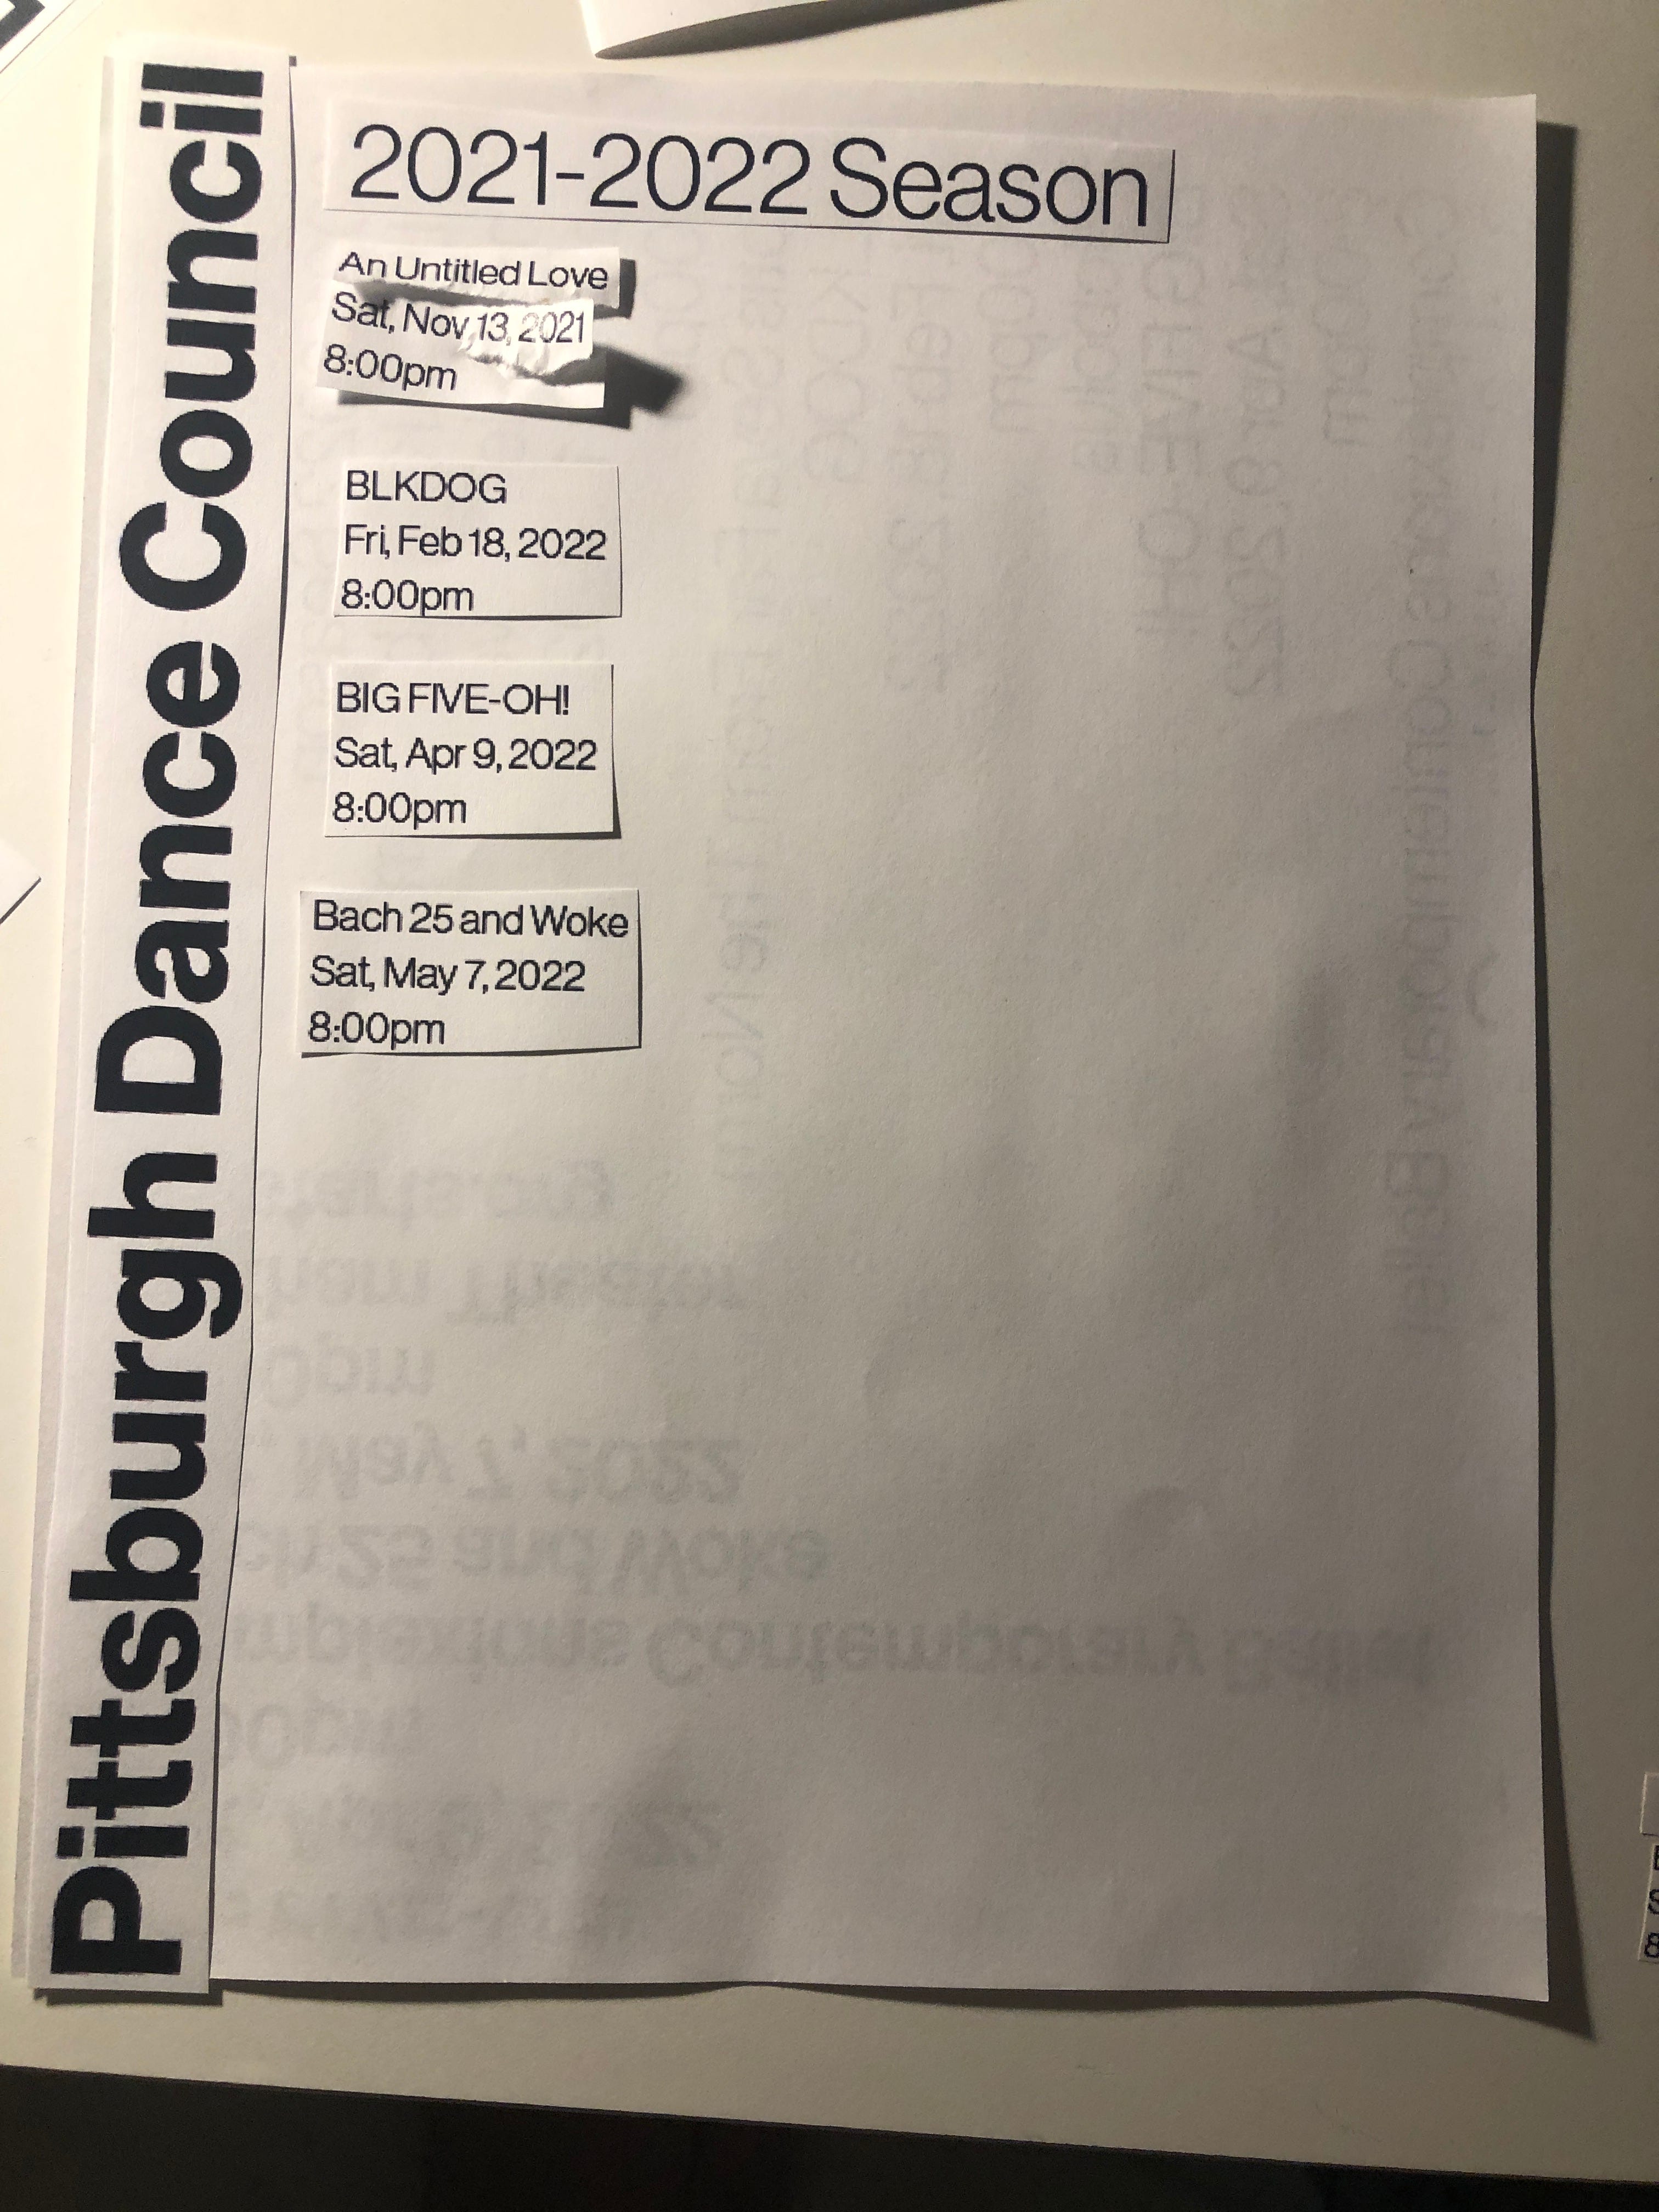 Pittsburgh Dance Council
2021-2022 Season
An Untitled Love
Sat, Nov 13, 2021
8:00pm
BLKDOG
Fri, Feb 18, 2022
8:00pm
BIG FIVE-OH!
Sat, Apr 9, 2022
8:00pm
Bach 25 and Woke
Sat, May 7, 2022
8:00pm